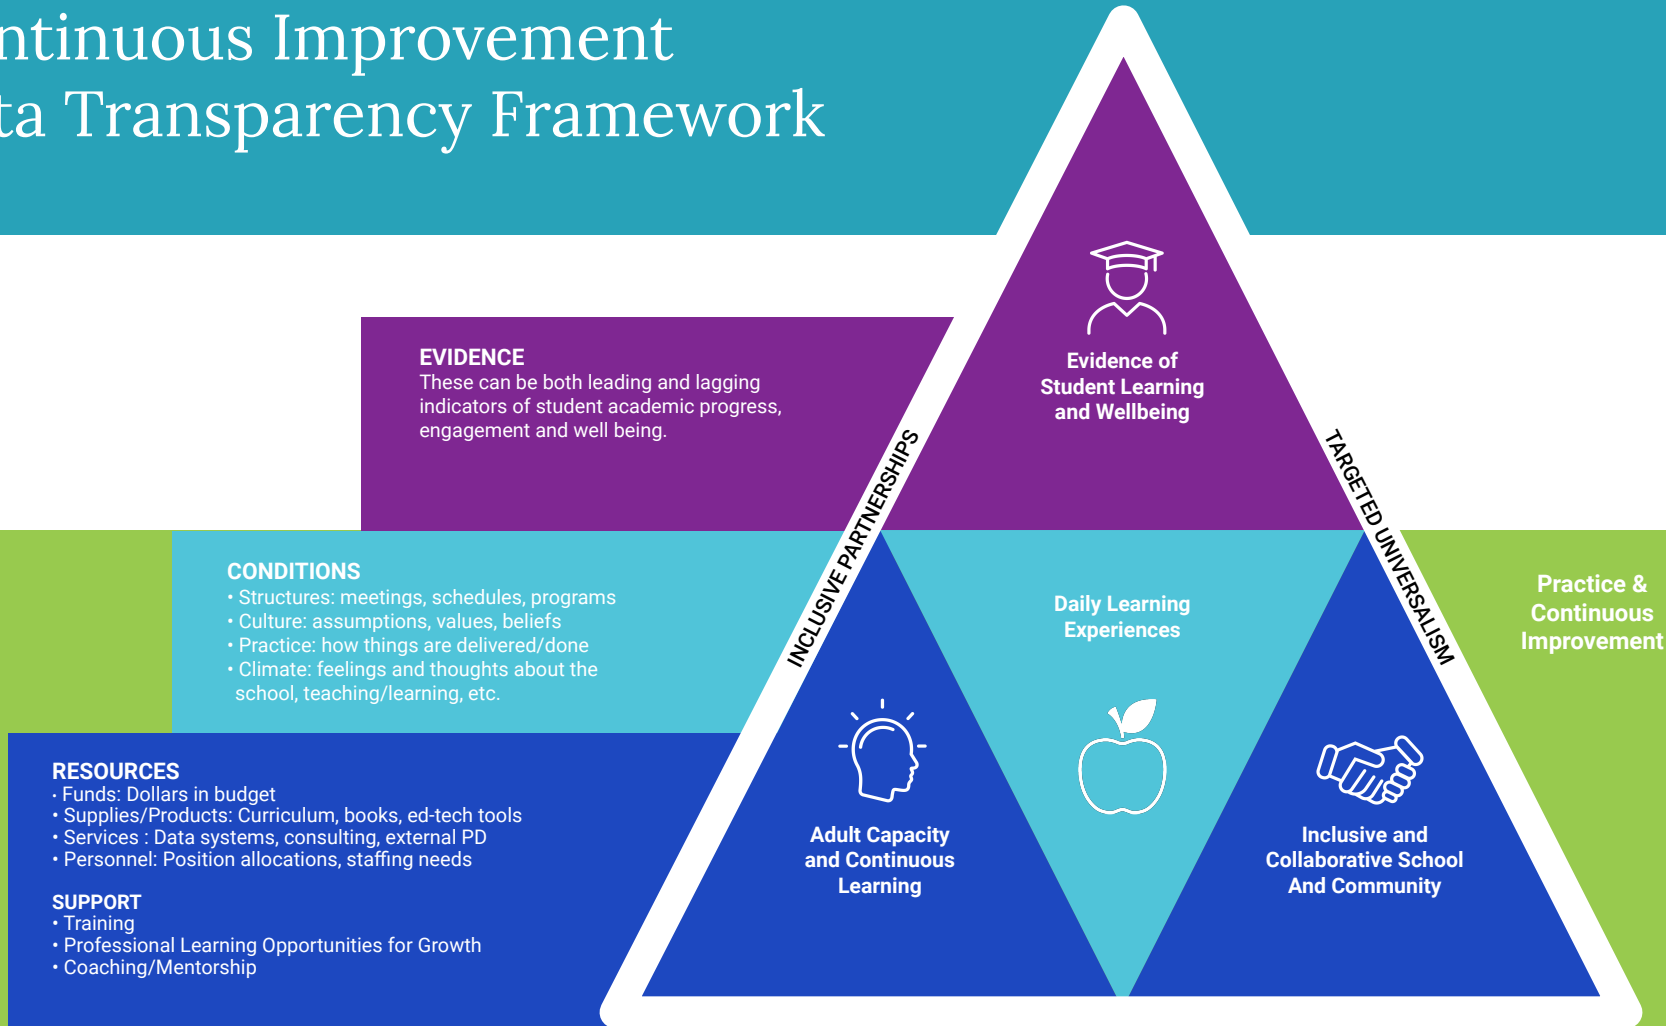 ntinuous Improvement
ta Transparency Framework
EVIDENCE
These can be both leading and lagging
indicators of student academic progress,
engagement and well being.
CONDITIONS
• Structures: meetings, schedules, programs
• Culture: assumptions, values, beliefs
• Practice: how things are delivered/done
• Climate: feelings and thoughts about the
school, teaching/learning, etc.
RESOURCES
• Funds: Dollars in budget
• Supplies/Products: Curriculum, books, ed-tech tools
• Services : Data systems, consulting, external PD
• Personnel: Position allocations, staffing needs
SUPPORT
• Training
• Professional Learning Opportunities for Growth
• Coaching/Mentorship
INCLUSIVE PARTNERSHIPS
Evidence of
Student Learning
and Wellbeing
TARGETED UNIVERSALISM
Daily Learning
Experiences
Adult Capacity
and Continuous
Learning
Inclusive and
Collaborative School
And Community
Practice &
Continuous
Improvement